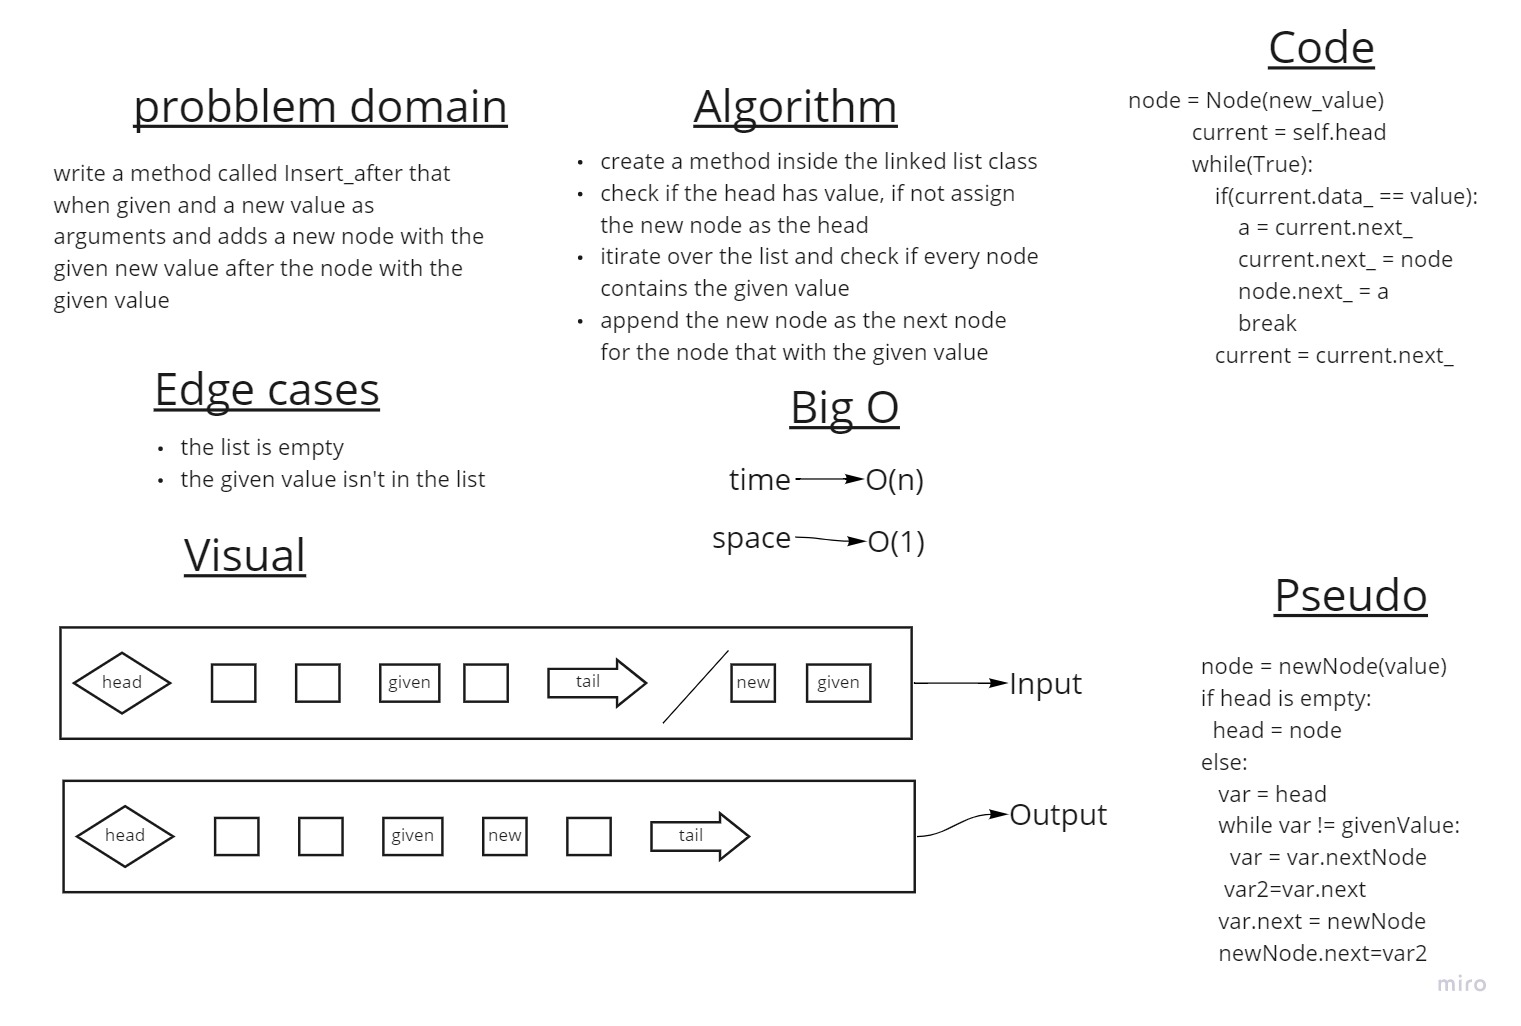 probblem domain
write a method called Insert_after that
when given and a new value as
arguments and adds a new node with the
given new value after the node with the
given value
Edge cases
• the list is empty
• the given value isn't in the list
Algorithm
• create a method inside the linked list class
• check if the head has value, if not assign
the new node as the head
• itirate over the list and check if every node
contains the given value
• append the new node as the next node
for the node that with the given value
Big O
time O(n)
space O(1)
Code
node = Node(new_value)
current = self.head
while(True):
if(current.data_ == value):
a = current.next_
current.next_ = node
node.next_ = a
break
current = current.next_
Visual
head given tail new given Input
head given new tail Output
Pseudo
node = newNode(value)
if head is empty:
head = node
else:
var = head
while var != givenValue:
var = var.nextNode
var2=var.next
var.next = newNode
newNode.next=var2
miro